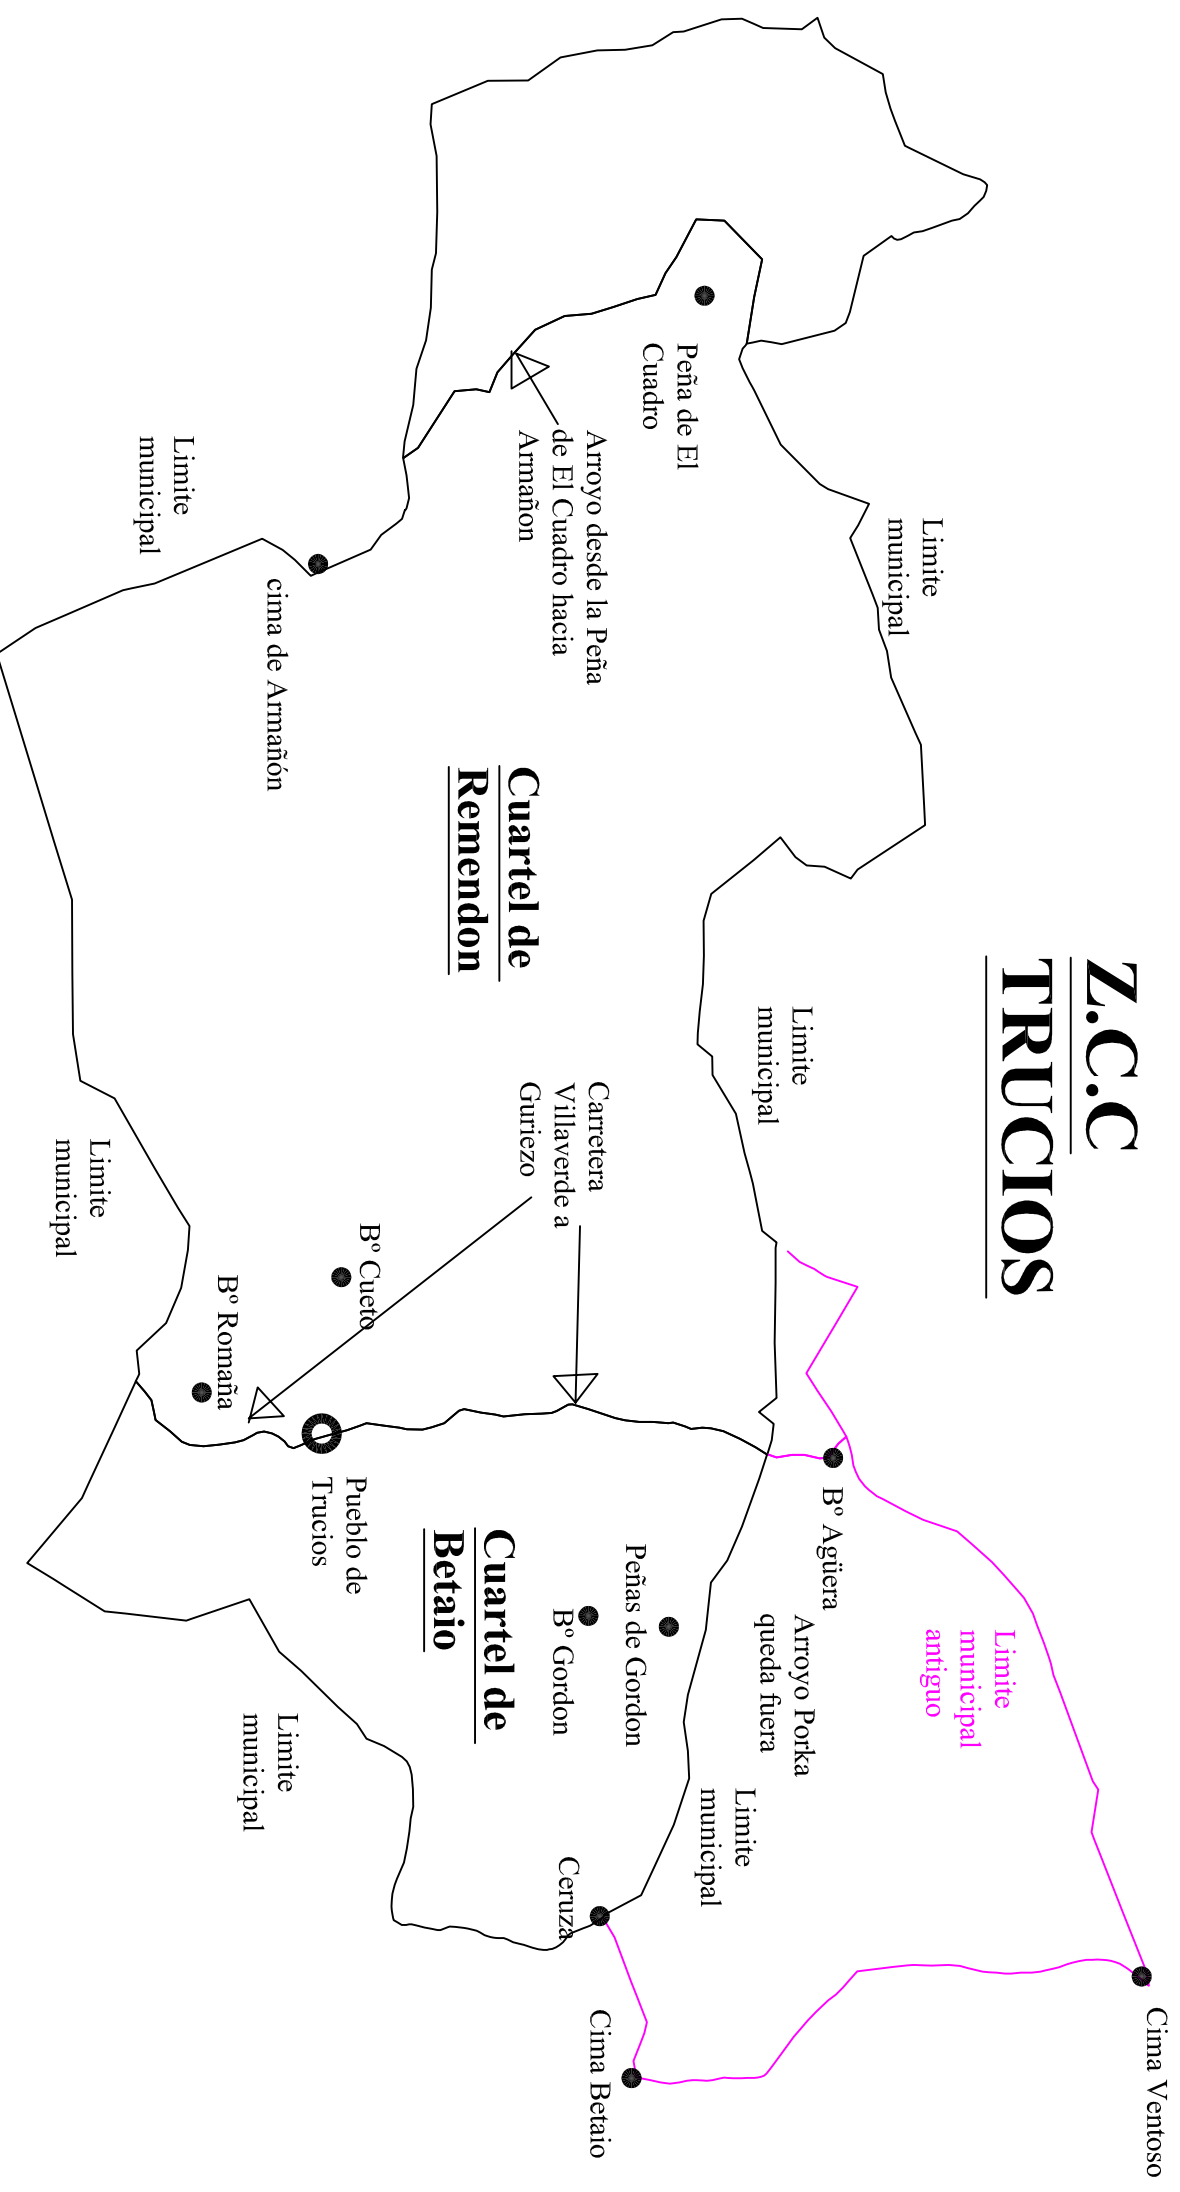 Z.C.C
TRUCIOS
Peña de El
Cuadro
Limite
municipal
Arroyo desde la Peña
de El Cuadro hacia
Armañon
Limite
municipal
cima de Armañón
Cuartel de
Remendon
Limite
municipal
Carretera
Villaverde a
Guriezo
Limite
municipal
Bº Cueto
Bº Romaña
Bº Agüera
Pueblo de
Trucios
Cuartel de
Betaio
Peñas de Gordon
Bº Gordon
Arroyo Porka
queda fuera
Limite
municipal
antiguo
Limite
municipal
Limite
municipal
Ceruza
Cima Betaio
Cima Ventoso